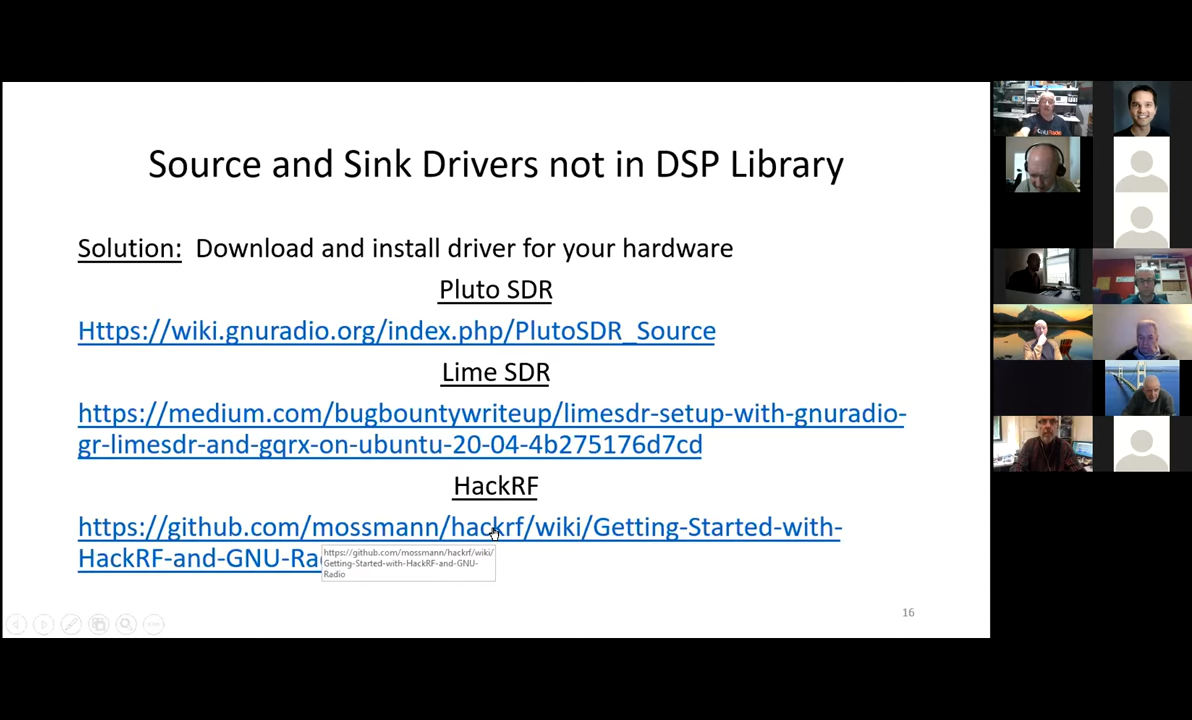 Source and Sink Drivers not in DSP Library
Solution: Download and install driver for your hardware
Pluto SDR
Https://wiki.gnuradio.org/index.php/PlutoSDR_Source
Lime SDR
https://medium.com/bugbountywriteup/limesdr-setup-with-gnuradio-
gr-limesdr-and-gqrx-on-ubuntu-20-04-4b275176d7cd
HackRF
https://github.com/mossmann/hackrf/wiki/Getting-Started-with-
HackRF-and-GNU-Ra
https://github.com/mossmann/hackrf/wiki/
Getting-Started-with-HackRF-and-GNU-
Radio
16